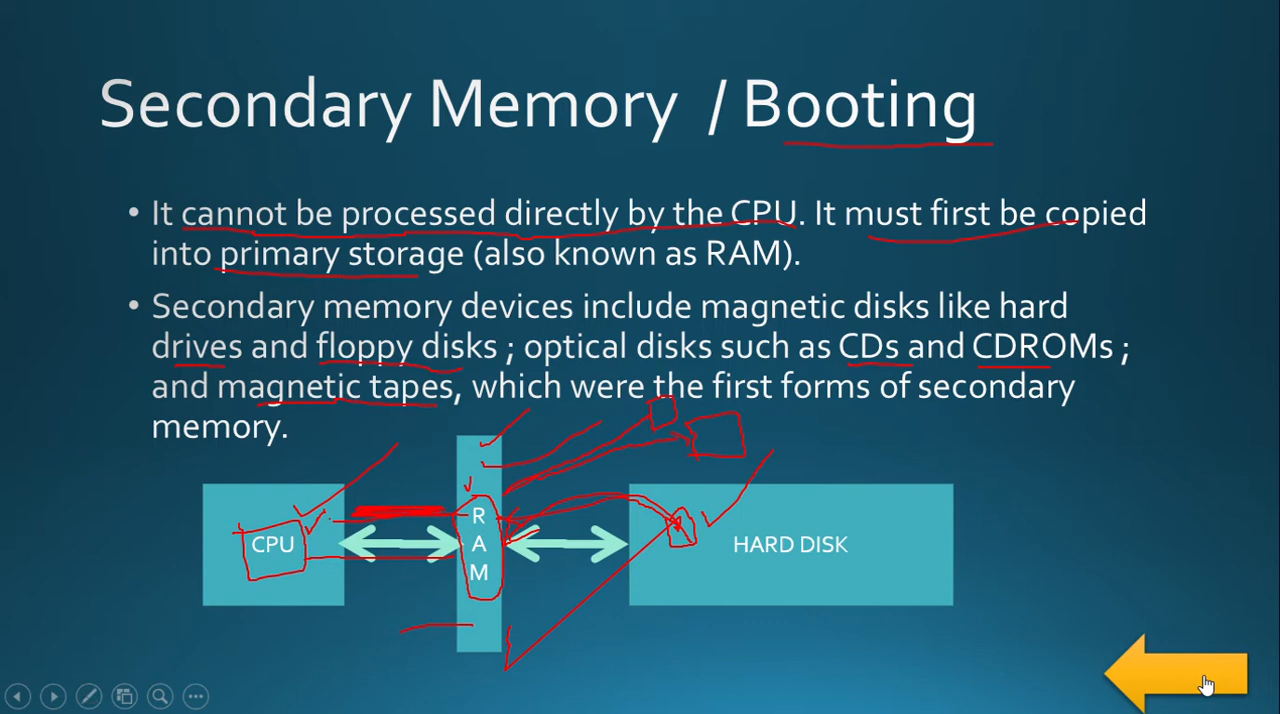 Secondary Memory / Booting
• It cannot be processed directly by the CPU. It must first be copied
into primary storage (also known as RAM).
• Secondary memory devices include magnetic disks like hard
drives and floppy disks ; optical disks such as CDs and CDROMs ;
and magnetic tapes, which were the first forms of secondary
memory.
CPU
R
A
M
HARD DISK